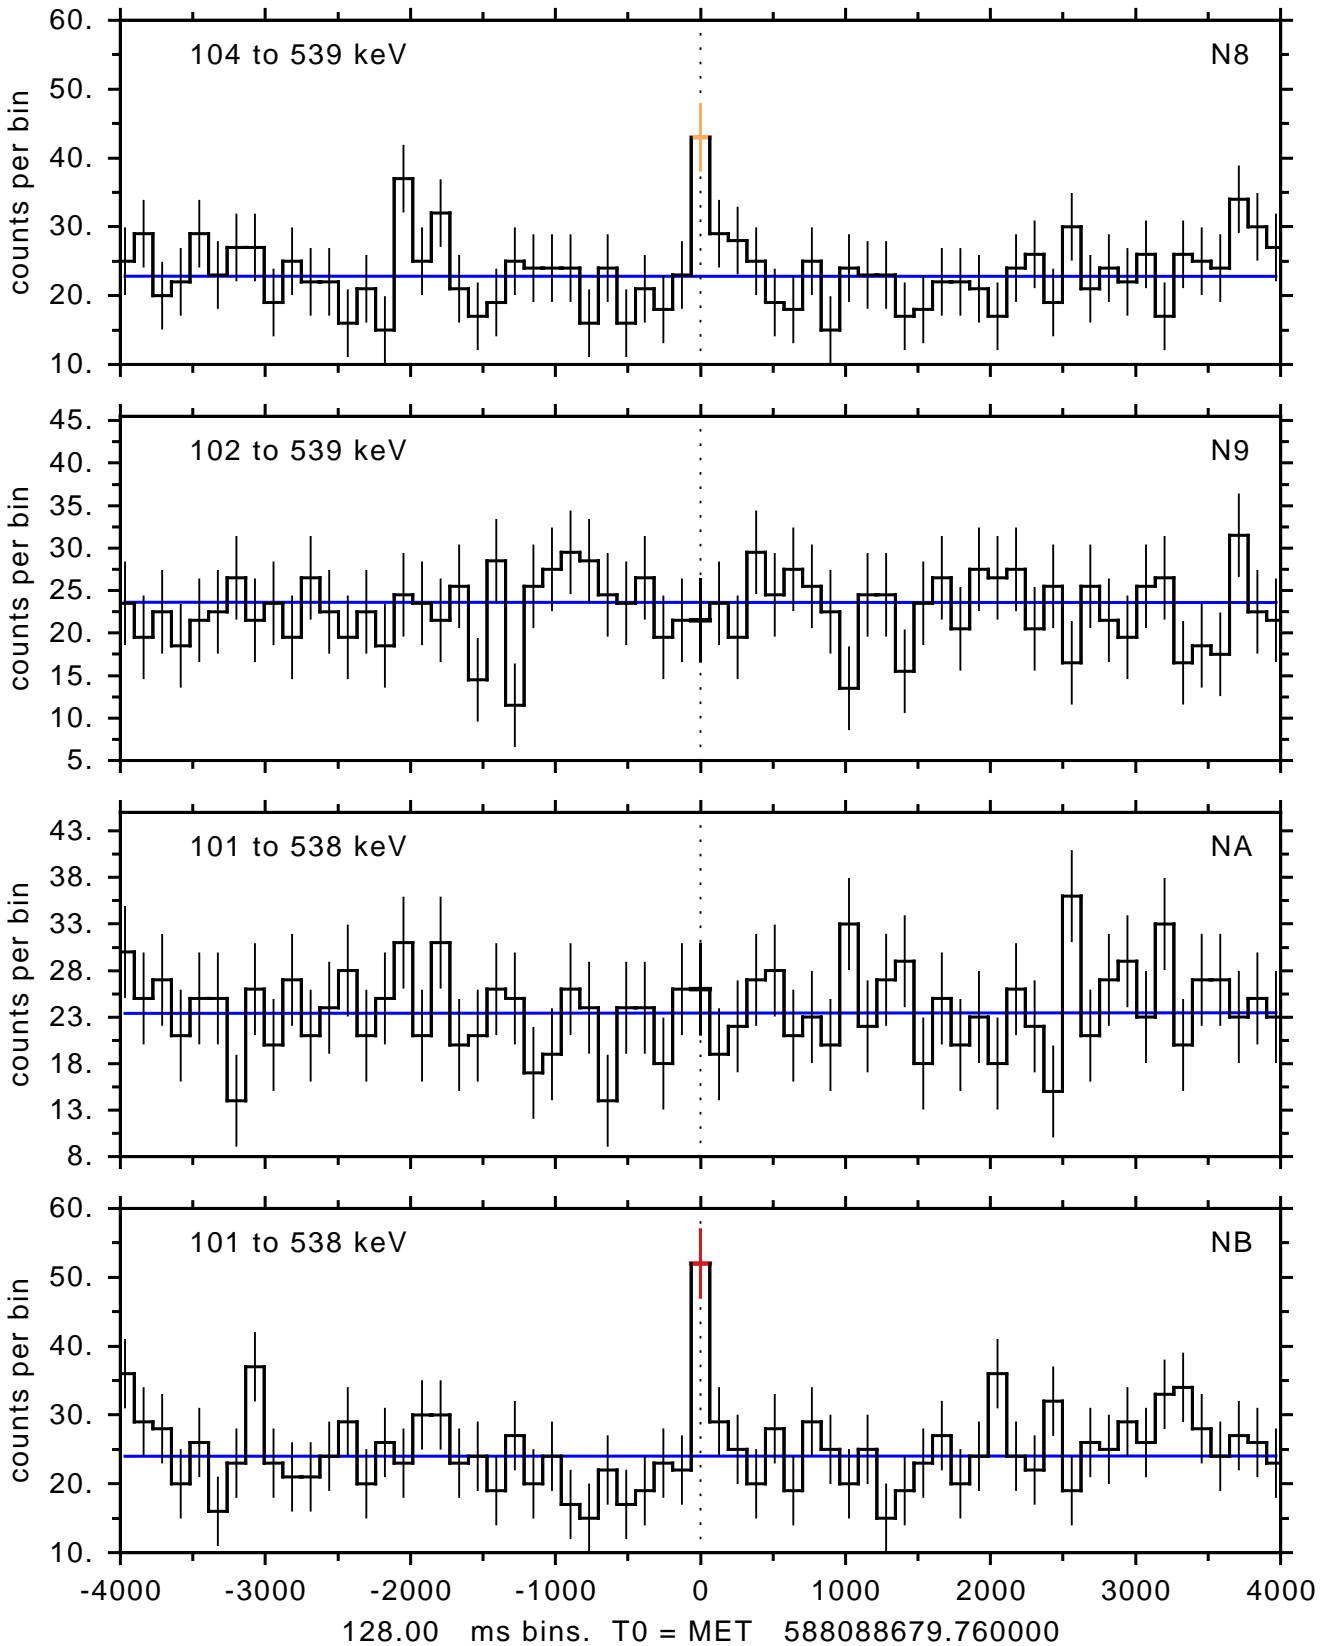 60.
104 to 539 keV N8
50.
40.
30.
20.
10.
counts per bin
45.
102 to 539 keV N9
40.
35.
30.
25.
20.
15.
10.
5.
counts per bin
43.
101 to 538 keV NA
38.
33.
28.
23.
18.
13.
8.
counts per bin
60.
101 to 538 keV NB
50.
40.
30.
20.
10.
counts per bin
-4000 -3000 -2000 -1000 0 1000 2000 3000 4000
128.00 ms bins. T0 = MET 588088679.760000